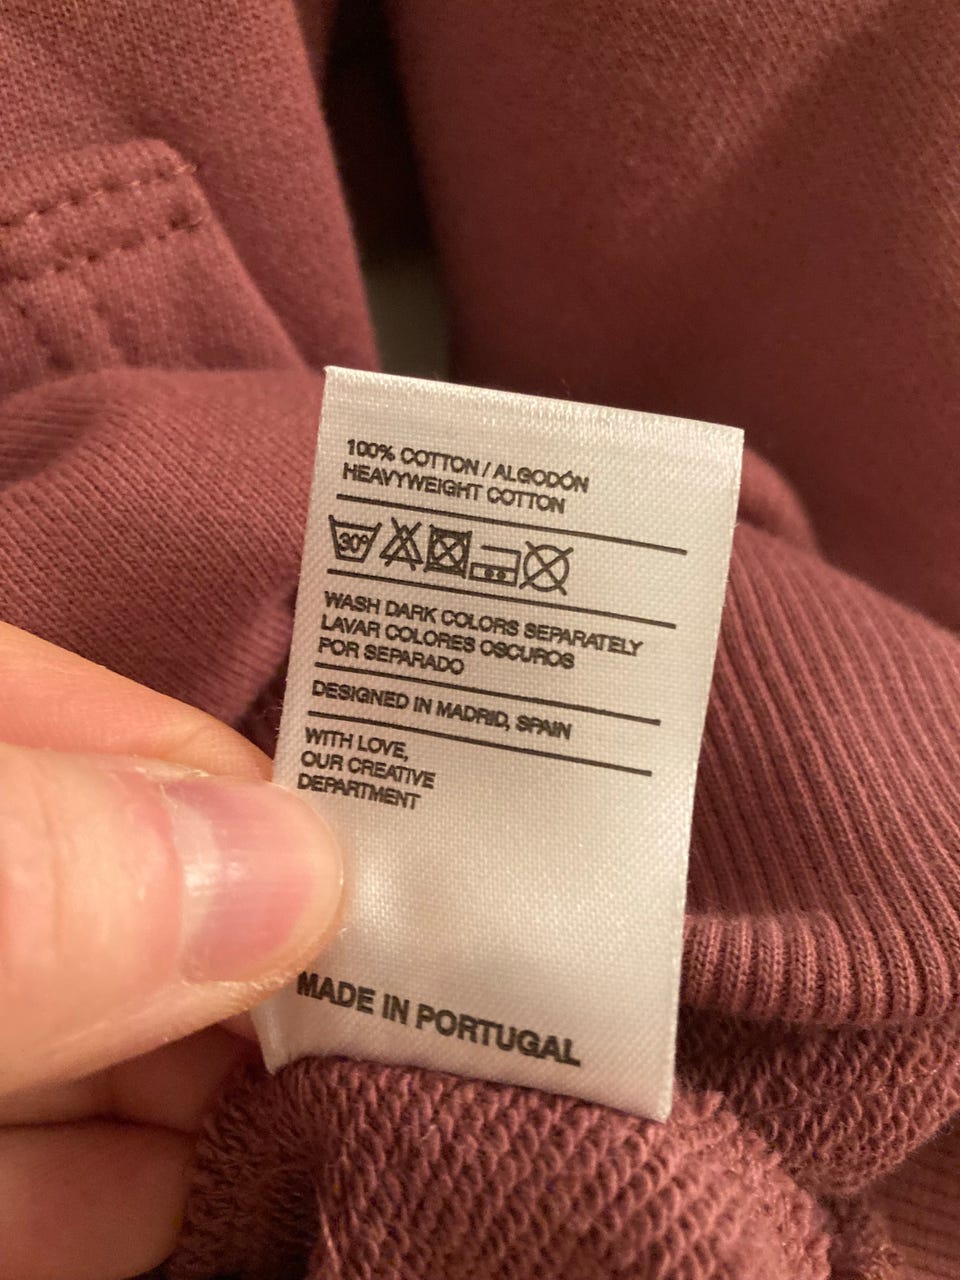 100% COTTON / ALGODÓN
HEAVYWEIGHT COTTON
30º
WASH DARK COLORS SEPARATELY
LAVAR COLORES OSCUROS
POR SEPARADO
DESIGNED IN MADRID, SPAIN
WITH LOVE,
OUR CREATIVE
DEPARTMENT
MADE IN PORTUGAL